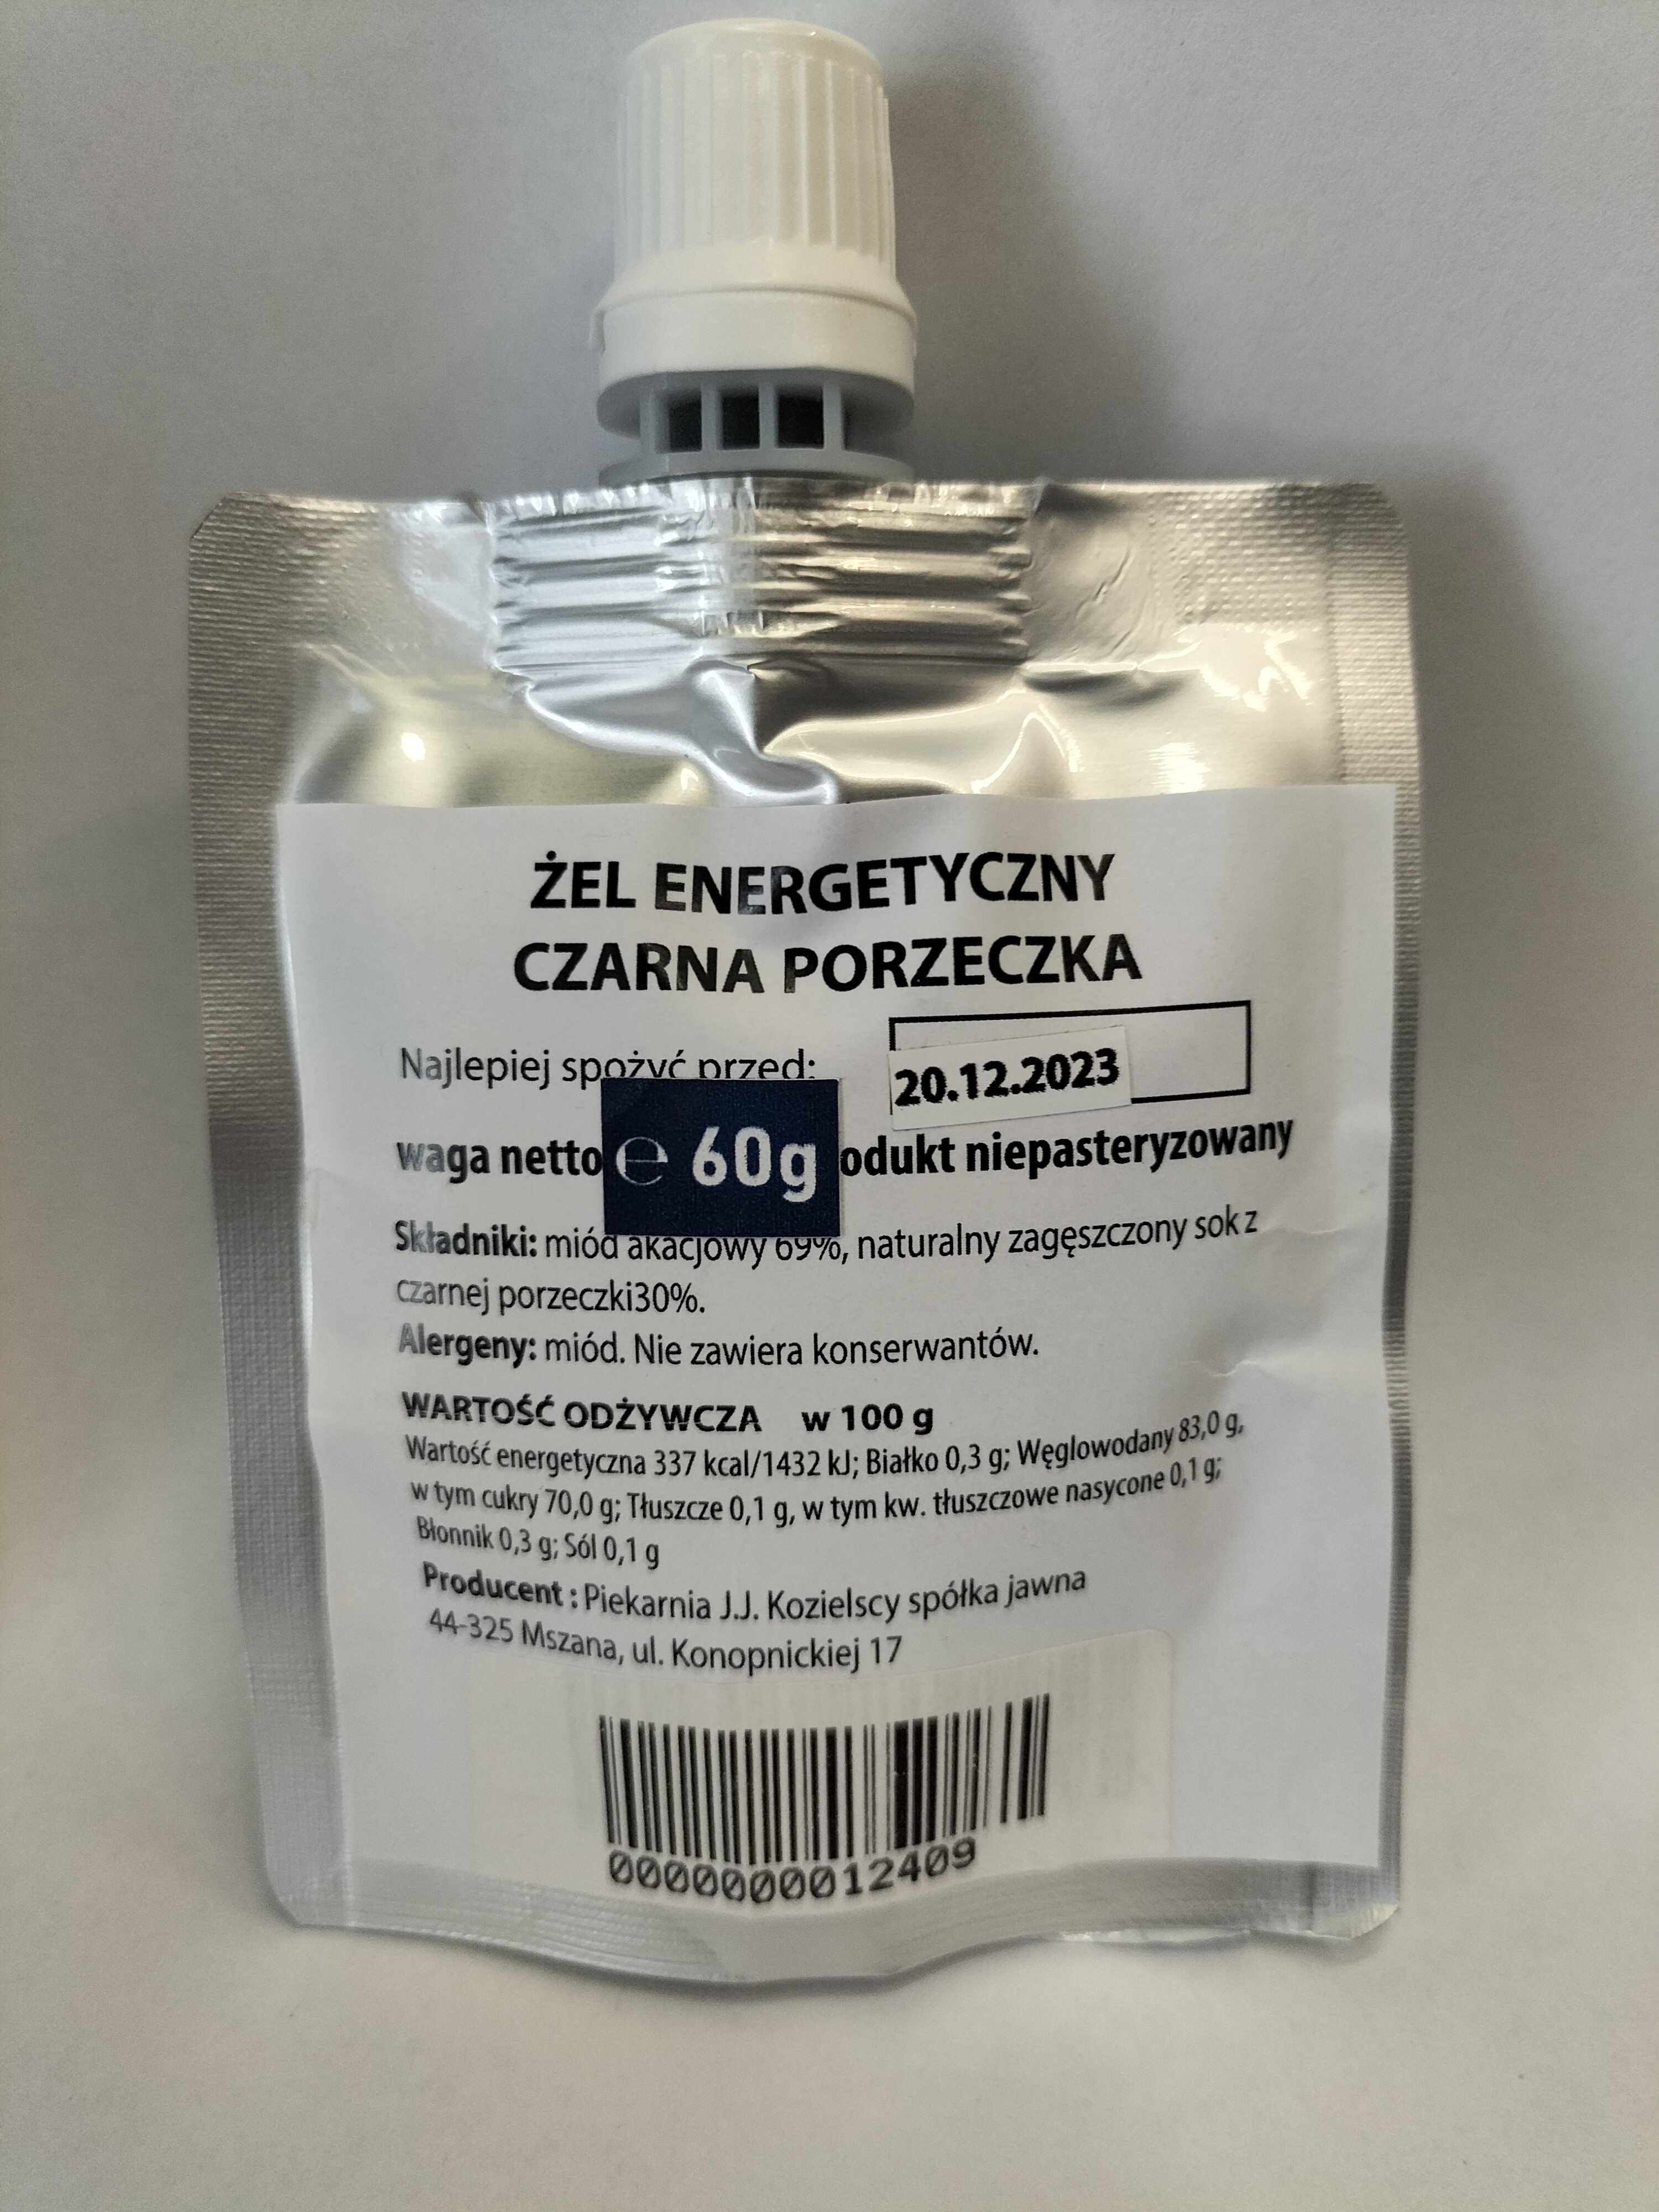 ŻEL ENERGETYCZNY
CZARNA PORZECZKA
Najlepiej spożyć przed: 20.12.2023
waga netto ℮ 60g odukt niepasteryzowany
Składniki: miód akacjowy 69%, naturalny zagęszczony sok z
czarnej porzeczki30%.
Alergeny: miód. Nie zawiera konserwantów.
WARTOŚĆ ODŻYWCZA w 100 g
Wartość energetyczna 337 kcal/1432 kJ; Białko 0,3 g; Węglowodany 83,0 g,
w tym cukry 70,0 g; Tłuszcze 0,1 g, w tym kw. tłuszczowe nasycone 0,1 g;
Błonnik 0,3 g; Sól 0,1 g
Producent : Piekarnia J.J. Kozielscy spółka jawna
44-325 Mszana, ul. Konopnickiej 17
0000000012409